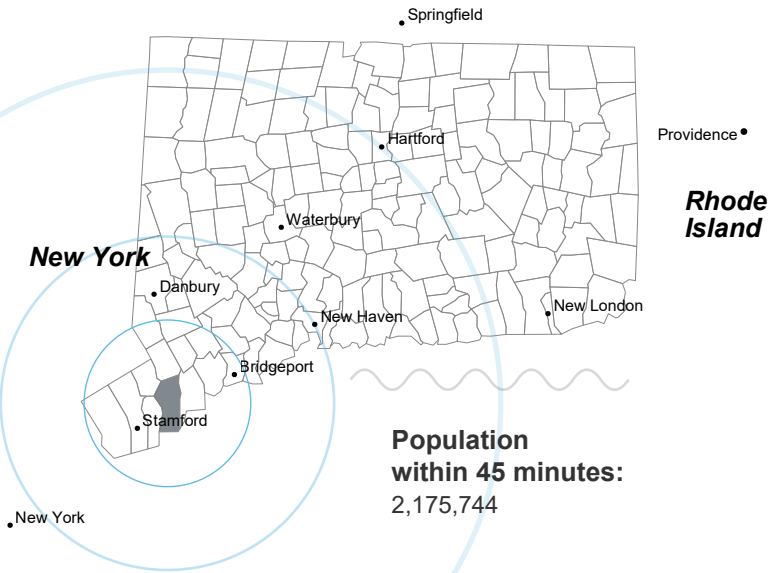 Springfield
Providence
Hartford
Rhode
Island
Waterbury
New York
Danbury
New London
New Haven
Bridgeport
Stamford
Population
within 45 minutes:
2,175,744
New York